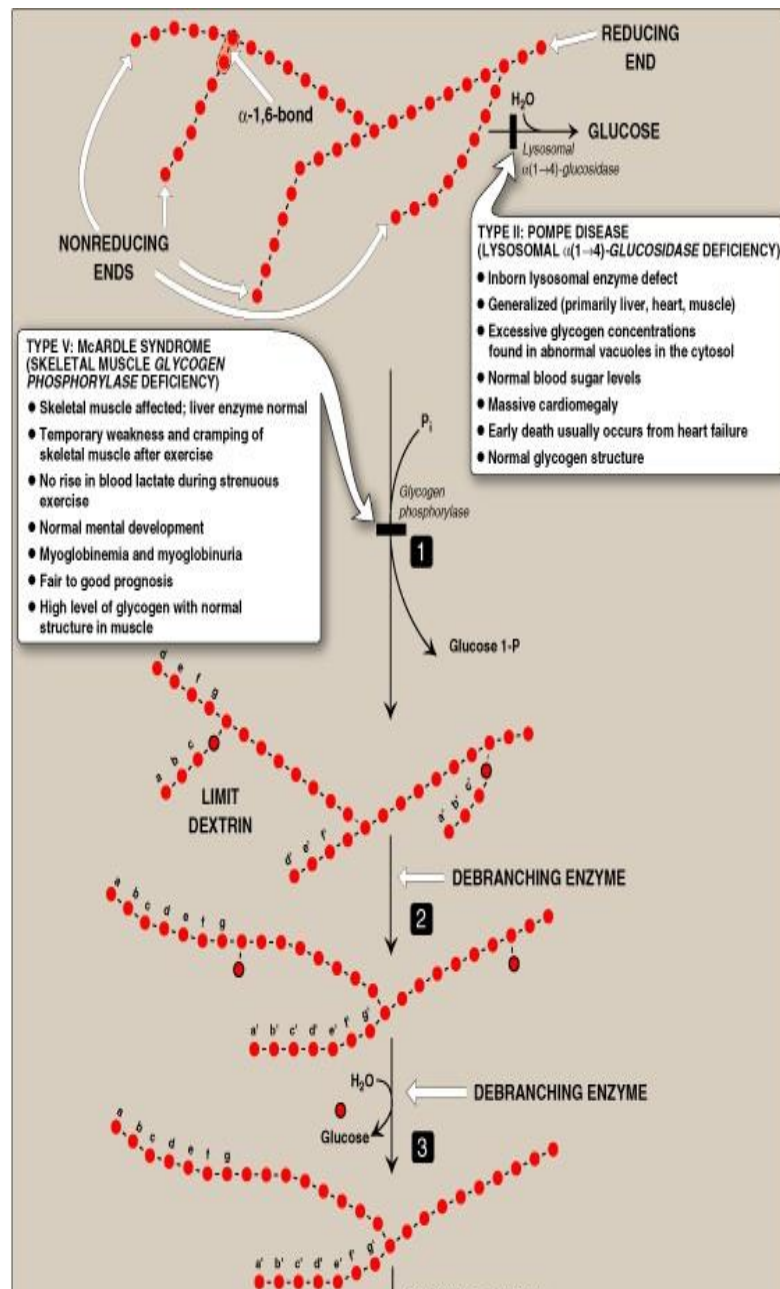 REDUCING
END
α-1,6-bond
H₂O
GLUCOSE
Lysosomal
α(1→4)-glucosidase
NONREDUCING
ENDS
TYPE II: POMPE DISEASE
(LYSOSOMAL α(1→4)-GLUCOSIDASE DEFICIENCY)
● Inborn lysosomal enzyme defect
● Generalized (primarily liver, heart, muscle)
● Excessive glycogen concentrations
found in abnormal vacuoles in the cytosol
● Normal blood sugar levels
● Massive cardiomegaly
● Early death usually occurs from heart failure
● Normal glycogen structure
TYPE V: McARDLE SYNDROME
(SKELETAL MUSCLE GLYCOGEN
PHOSPHORYLASE DEFICIENCY)
● Skeletal muscle affected; liver enzyme normal
● Temporary weakness and cramping of
skeletal muscle after exercise
● No rise in blood lactate during strenuous
exercise
● Normal mental development
● Myoglobinemia and myoglobinuria
● Fair to good prognosis
● High level of glycogen with normal
structure in muscle
Pi
Glycogen
phosphorylase
1
Glucose 1-P
d e f g
a b c
LIMIT
DEXTRIN
d' e' f'
a' b' c'
DEBRANCHING ENZYME
2
a b c d e f g
a' b' c' d' e' f' g'
H₂O
DEBRANCHING ENZYME
Glucose
3
a b c d e f g
a' b' c' d' e' f' g'